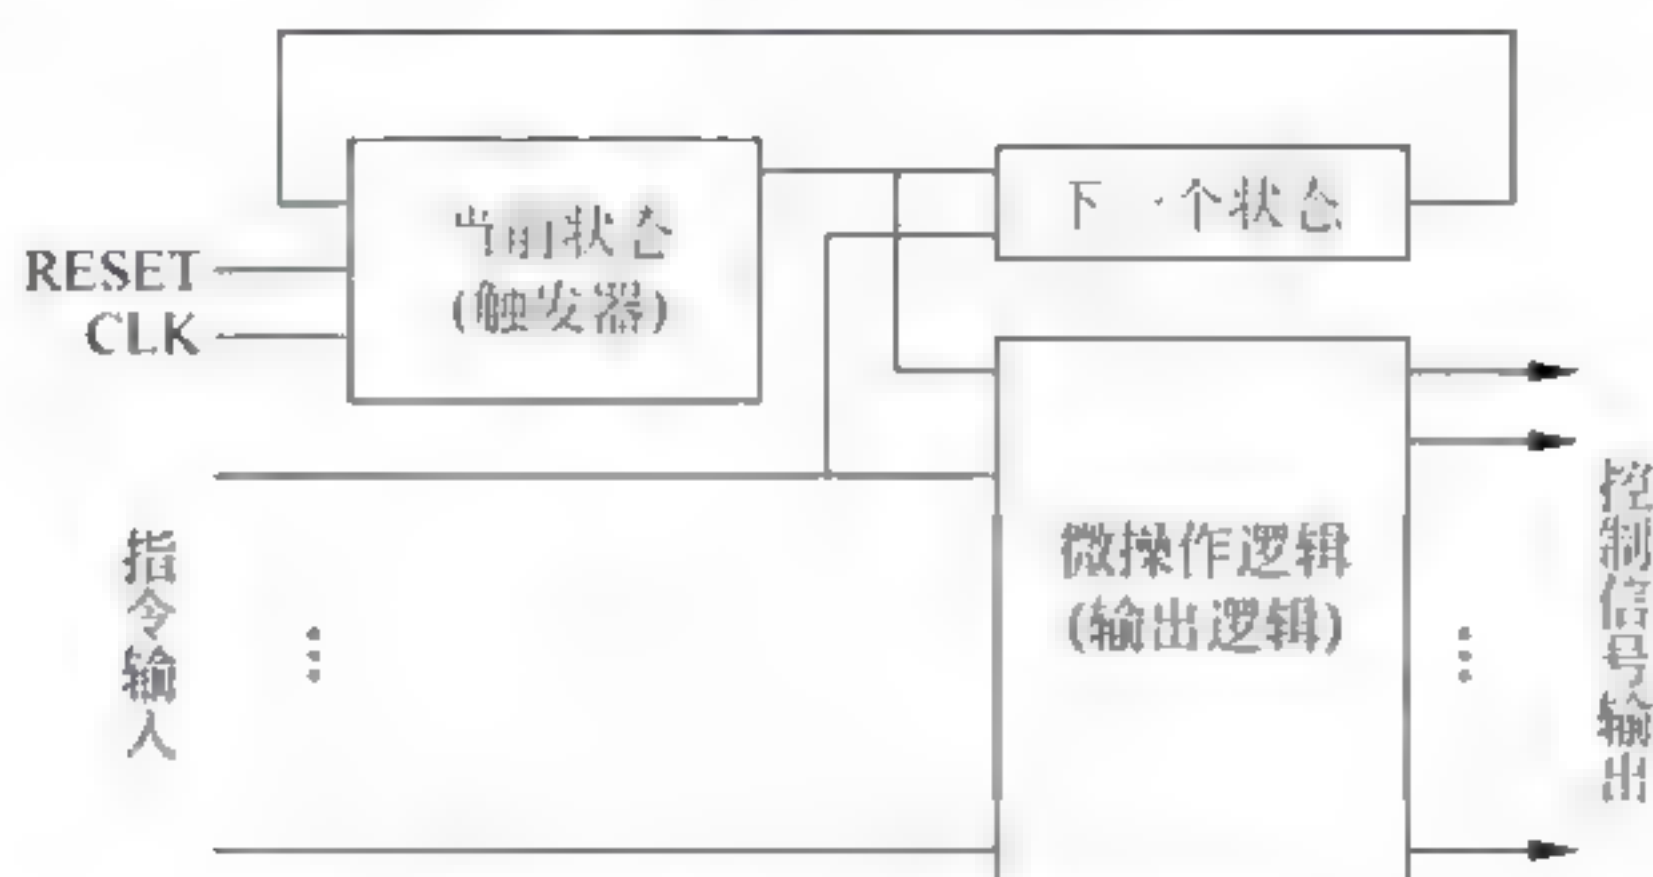 当前状态
(触发器)
RESET
CLK
下一个状态
指令输入
微操作逻辑
(输出逻辑)
控制信号输出